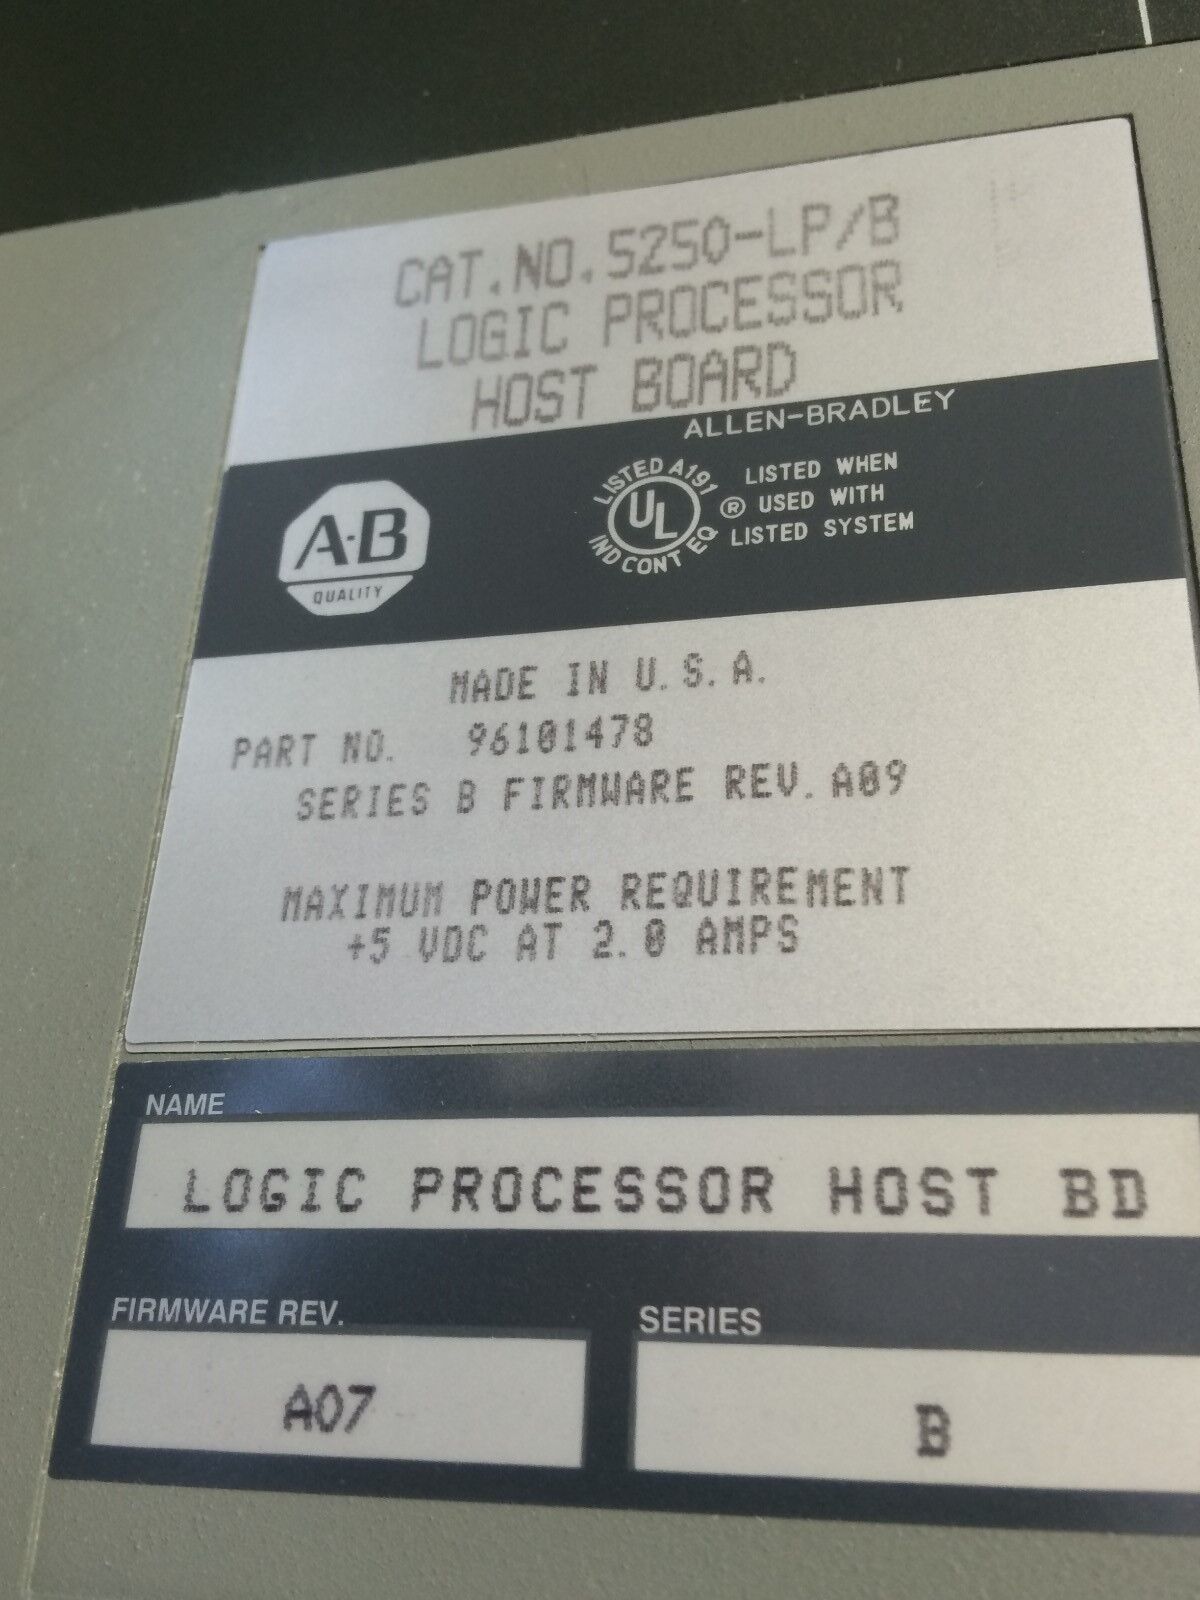 CAT.NO.5250-LP/B
LOGIC PROCESSOR
HOST BOARD
ALLEN-BRADLEY
A-B
QUALITY
LISTED A191
UL
IND CONT EQ
®
LISTED WHEN
USED WITH
LISTED SYSTEM
MADE IN U.S.A.
PART NO. 96101478
SERIES B FIRMWARE REV. A09
MAXIMUM POWER REQUIREMENT
+5 VDC AT 2.0 AMPS
NAME
LOGIC PROCESSOR HOST BD
FIRMWARE REV.
A07
SERIES
B